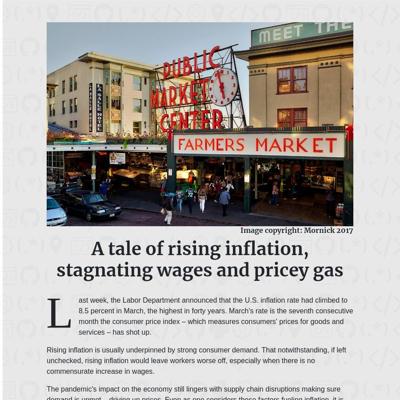 MEET THE
PUBLIC
MARKET
CENTER
LA SALLE HOTEL
FARMERS MARKET
Image copyright: Mornick 2017
A tale of rising inflation,
stagnating wages and pricey gas
Last week, the Labor Department announced that the U.S. inflation rate had climbed to
8.5 percent in March, the highest in forty years. March's rate is the seventh consecutive
month the consumer price index – which measures consumers' prices for goods and
services – has shot up.
Rising inflation is usually underpinned by strong consumer demand. That notwithstanding, if left
unchecked, rising inflation would leave workers worse off, especially when there is no
commensurate increase in wages.
The pandemic's impact on the economy still lingers with supply chain disruptions making sure
demand is unmet – driving up prices. Even as one considers these factors fueling inflation, it is